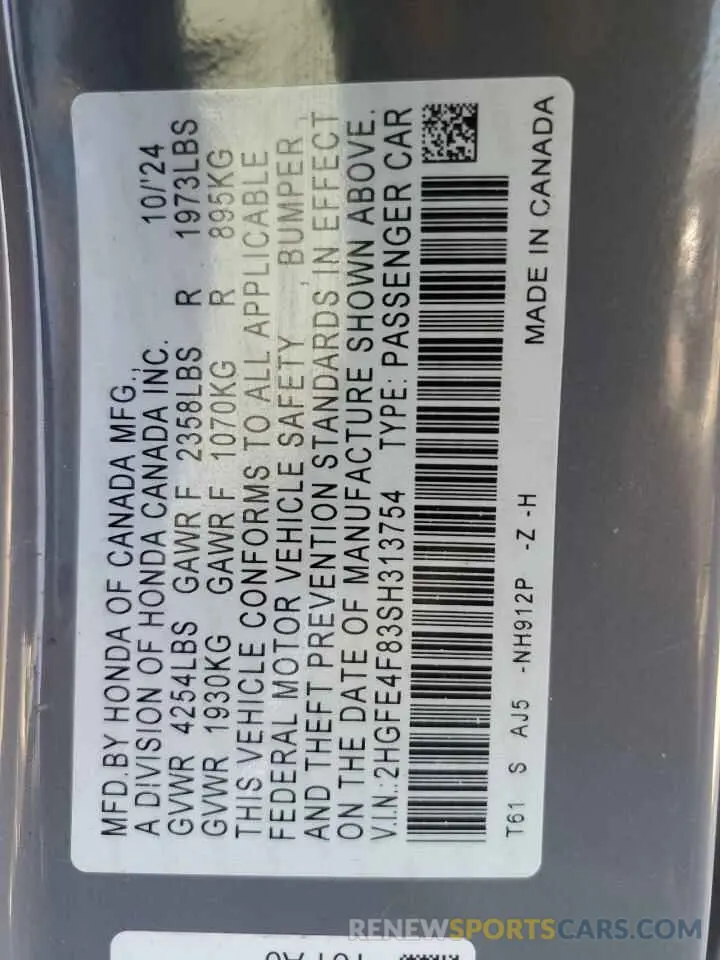 MFD.BY HONDA OF CANADA MFG., 10/'24
A DIVISION OF HONDA CANADA INC.
GVWR 4254LBS GAWR F 2358LBS R 1973LBS
GVWR 1930KG GAWR F 1070KG R 895KG
THIS VEHICLE CONFORMS TO ALL APPLICABLE
FEDERAL MOTOR VEHICLE SAFETY , BUMPER ,
AND THEFT PREVENTION STANDARDS IN EFFECT
ON THE DATE OF MANUFACTURE SHOWN ABOVE.
V.I.N.:2HGFE4F83SH313754 TYPE: PASSENGER CAR
T61 S AJ5 -NH912P -Z -H MADE IN CANADA
RENEWSPORTSCARS.COM